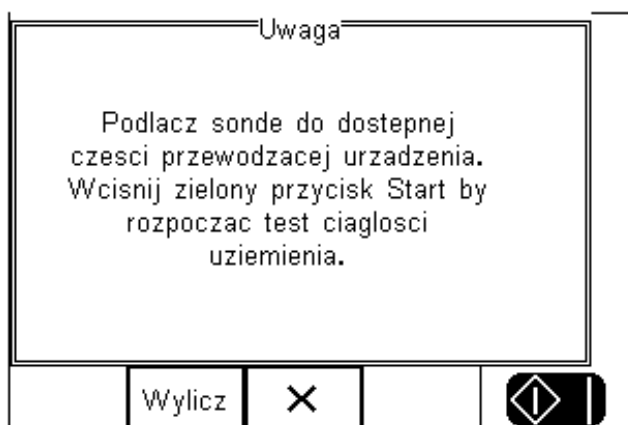 Uwaga
Podlacz sonde do dostepnej
czesci przewodzacej urzadzenia.
Wcisnij zielony przycisk Start by
rozpoczac test ciaglosci
uziemienia.
Wylicz